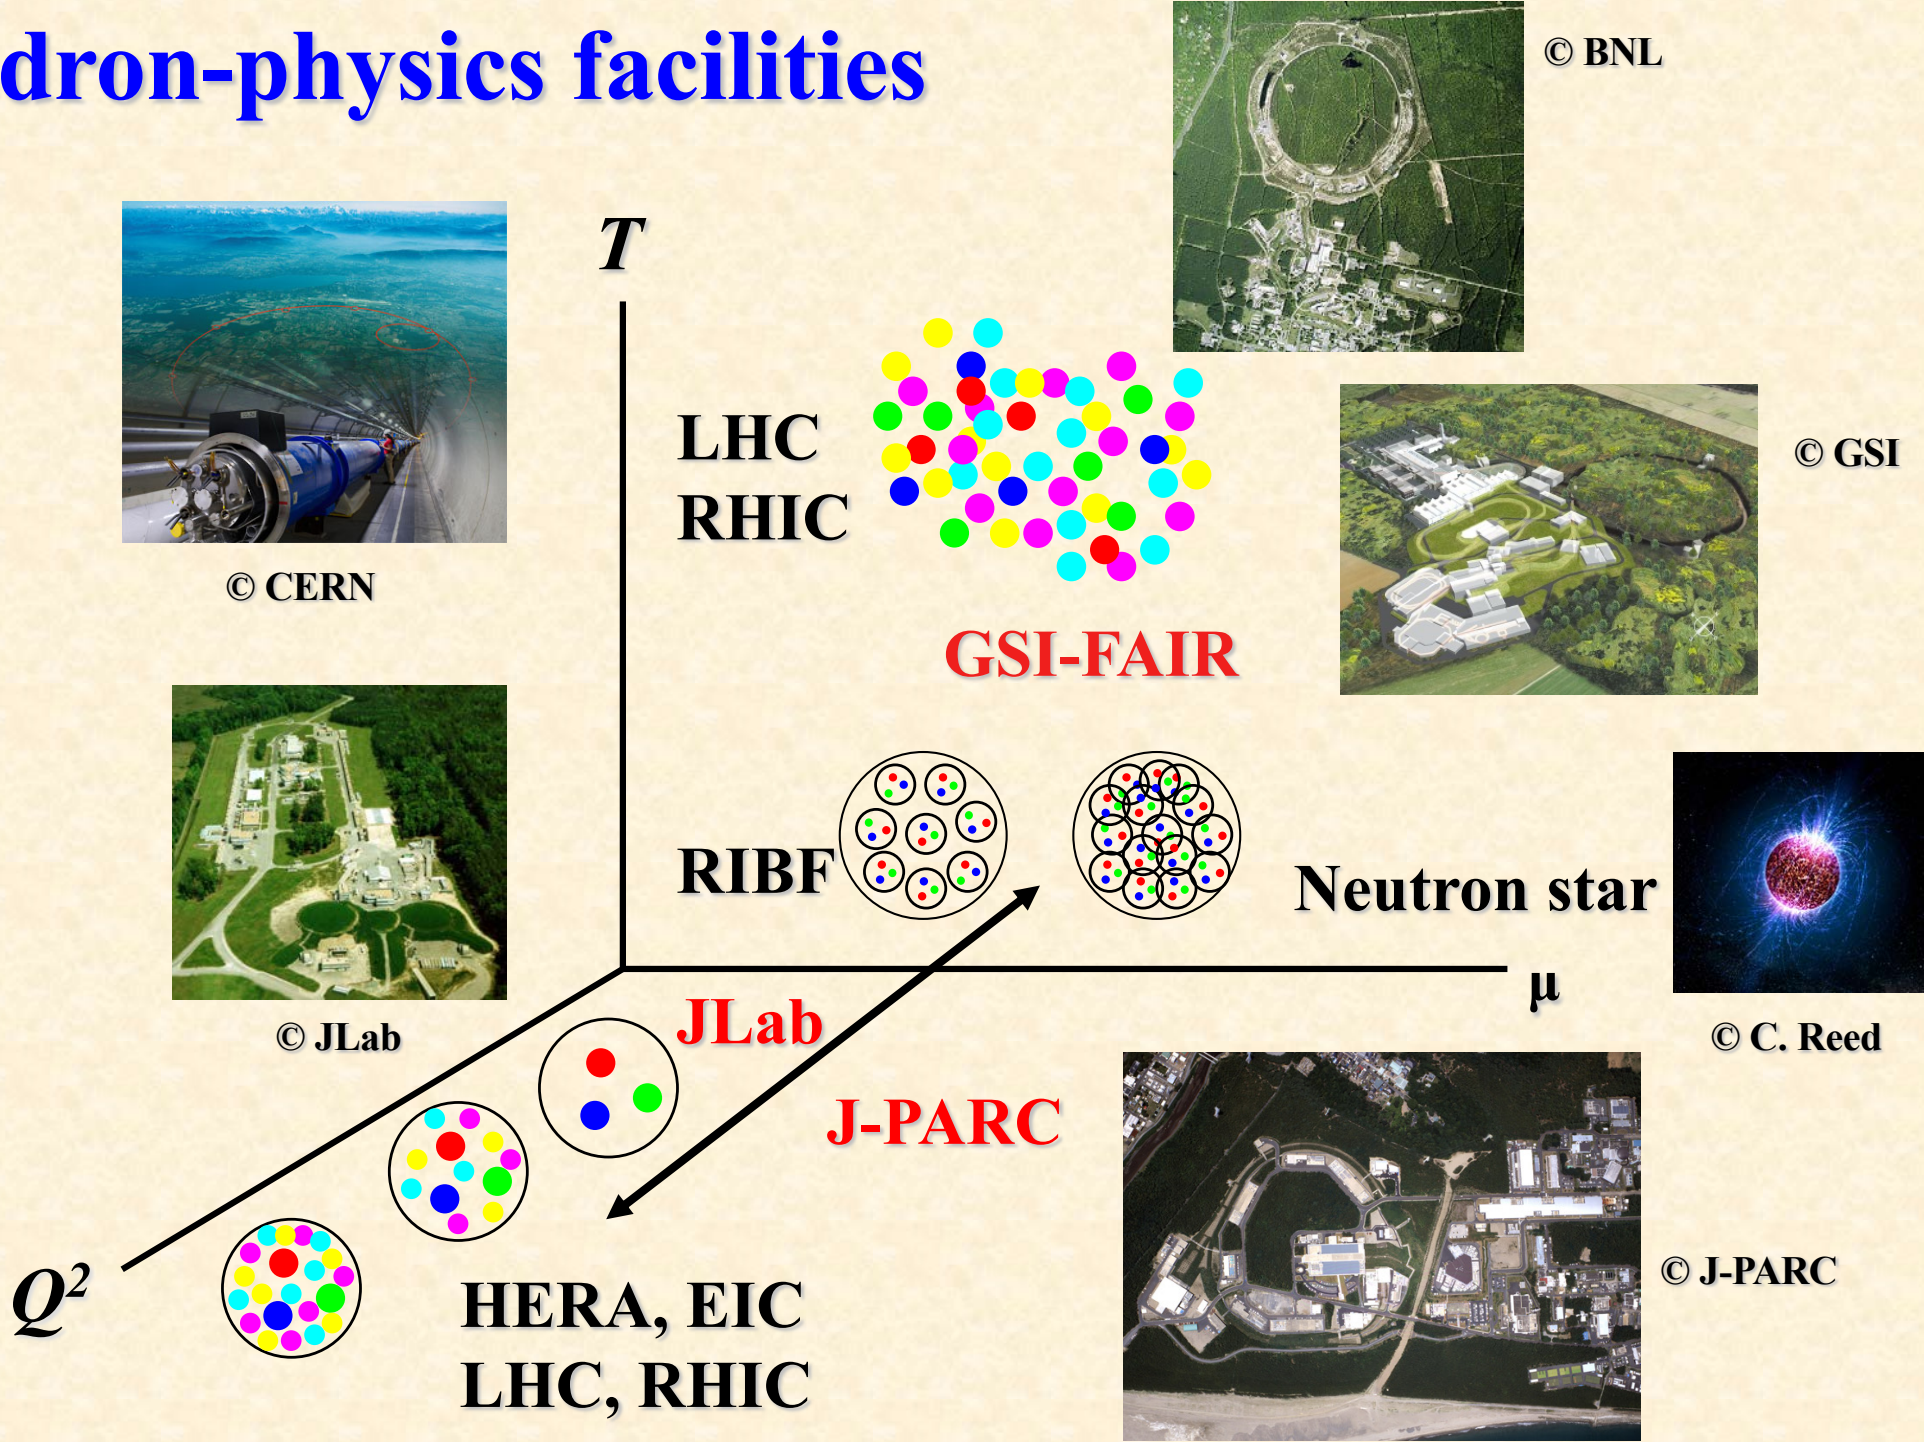 dron-physics facilities
© BNL
T
LHC
RHIC
© GSI
© CERN
GSI-FAIR
RIBF
Neutron star
μ
JLab
© JLab
© C. Reed
J-PARC
Q²
HERA, EIC
LHC, RHIC
© J-PARC